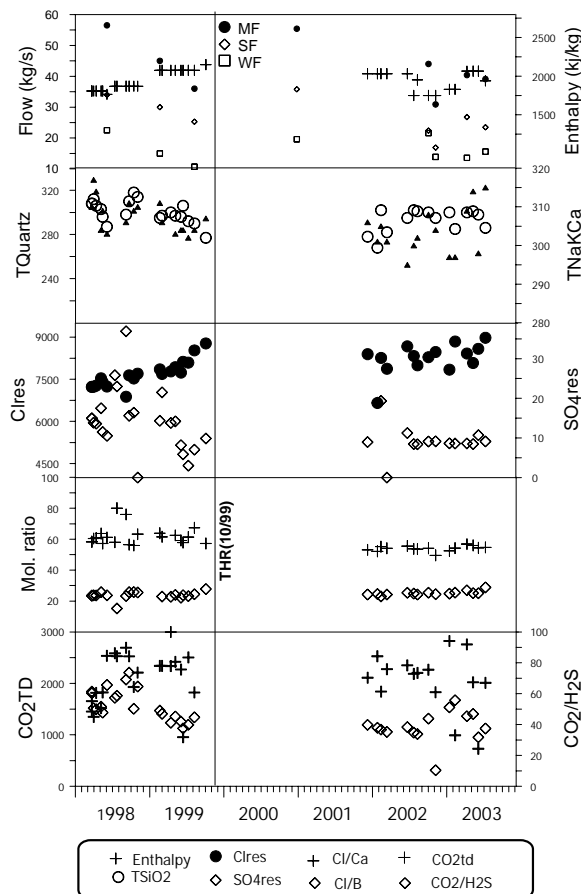 Flow (kg/s)
60
50
40
30
20
10
MF
SF
WF
2500
2000
1500
1000
Enthalpy (kj/kg)
TQuartz
320
280
240
320
310
300
290
280
TNaKCa
Clres
9000
7500
6000
4500
30
20
10
0
SO4res
Mol. ratio
100
80
60
40
20
THR(10/99)
CO2TD
3000
2000
1000
0
100
80
60
40
20
0
CO2/H2S
1998 1999 2000 2001 2002 2003
Enthalpy Clres Cl/Ca CO2td
TSiO2 SO4res Cl/B CO2/H2S